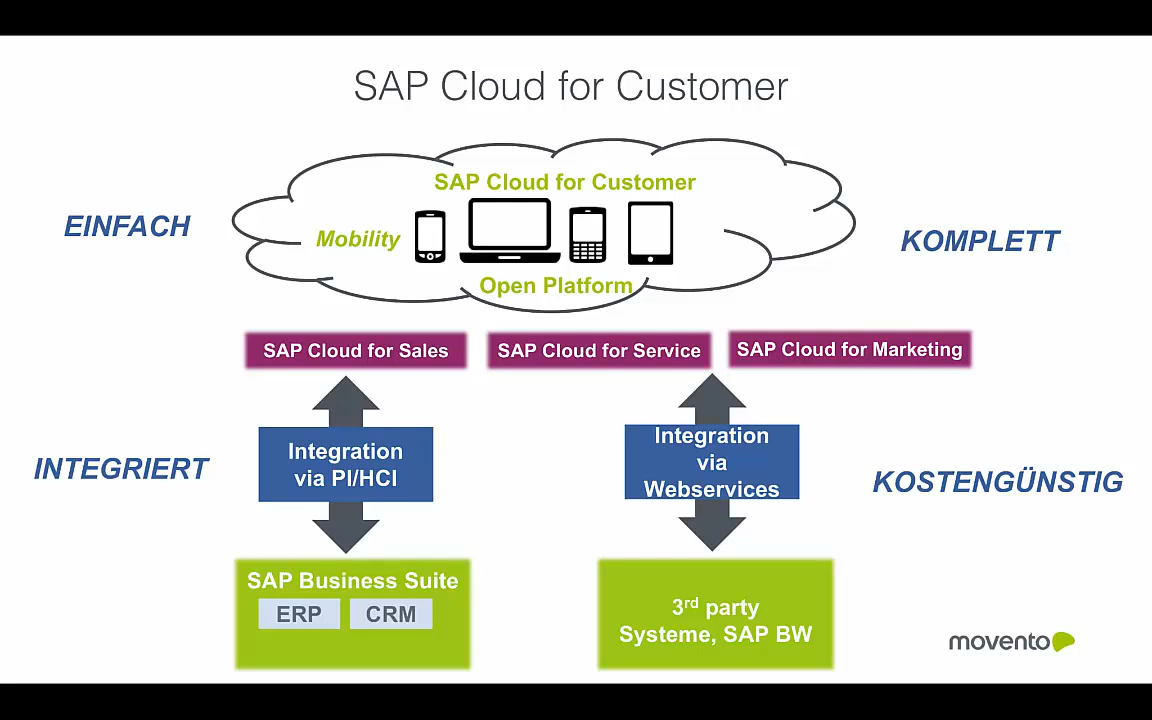 SAP Cloud for Customer
SAP Cloud for Customer
EINFACH
Mobility
KOMPLETT
Open Platform
SAP Cloud for Sales
SAP Cloud for Service
SAP Cloud for Marketing
INTEGRIERT
Integration
via PI/HCI
Integration
via
Webservices
KOSTENGÜNSTIG
SAP Business Suite
ERP
CRM
3rd party
Systeme, SAP BW
movento